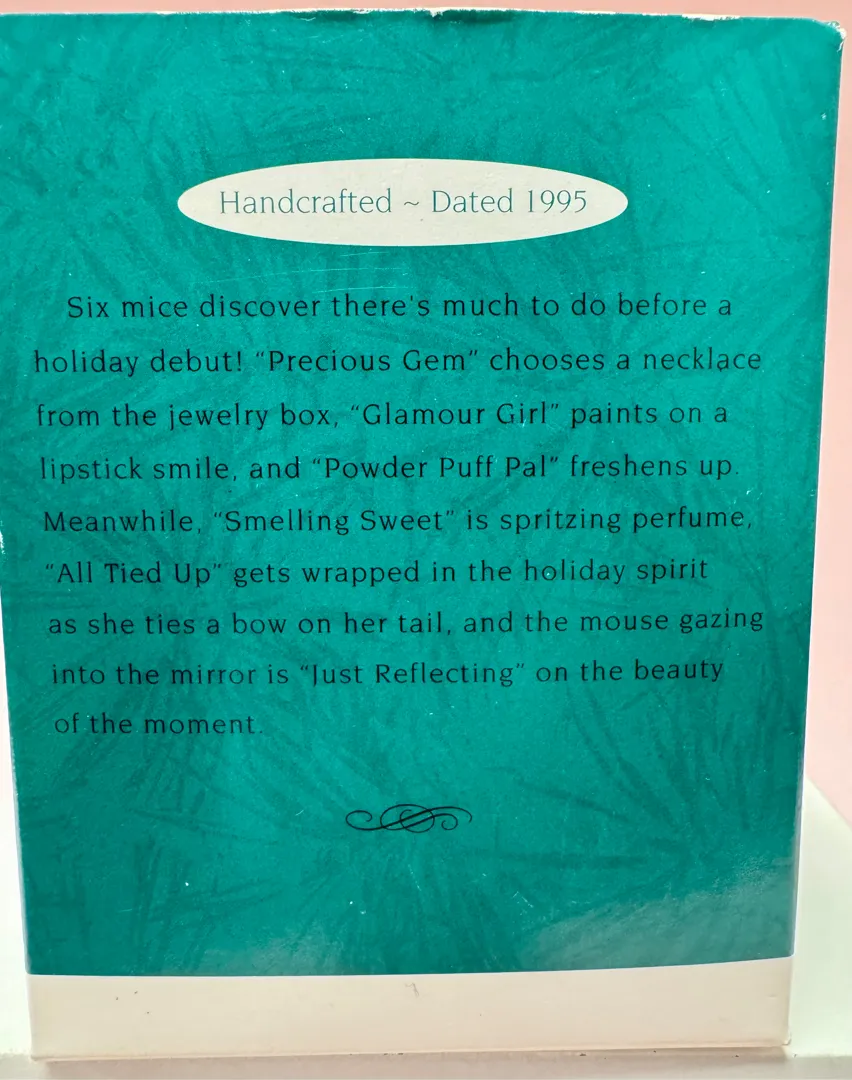 Handcrafted ~ Dated 1995
Six mice discover there's much to do before a
holiday debut! “Precious Gem” chooses a necklace
from the jewelry box, “Glamour Girl” paints on a
lipstick smile, and “Powder Puff Pal” freshens up.
Meanwhile, “Smelling Sweet” is spritzing perfume,
“All Tied Up” gets wrapped in the holiday spirit
as she ties a bow on her tail, and the mouse gazing
into the mirror is “Just Reflecting” on the beauty
of the moment.